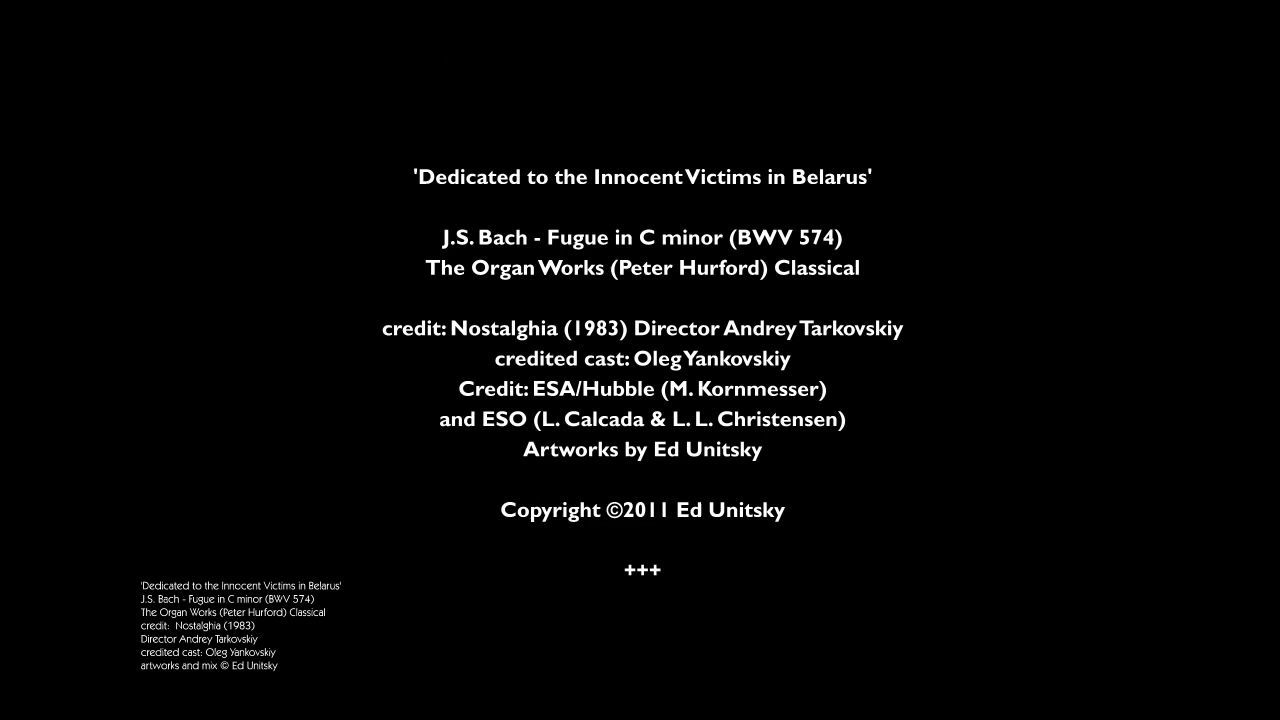 'Dedicated to the Innocent Victims in Belarus'
J.S. Bach - Fugue in C minor (BWV 574)
The Organ Works (Peter Hurford) Classical
credit: Nostalghia (1983) Director Andrey Tarkovskiy
credited cast: Oleg Yankovskiy
Credit: ESA/Hubble (M. Kornmesser)
and ESO (L. Calcada & L. L. Christensen)
Artworks by Ed Unitsky
Copyright ©2011 Ed Unitsky
+++
'Dedicated to the Innocent Victims in Belarus'
J.S. Bach - Fugue in C minor (BWV 574)
The Organ Works (Peter Hurford) Classical
credit: Nostalghia (1983)
Director Andrey Tarkovskiy
credited cast: Oleg Yankovskiy
artworks and mix © Ed Unitsky